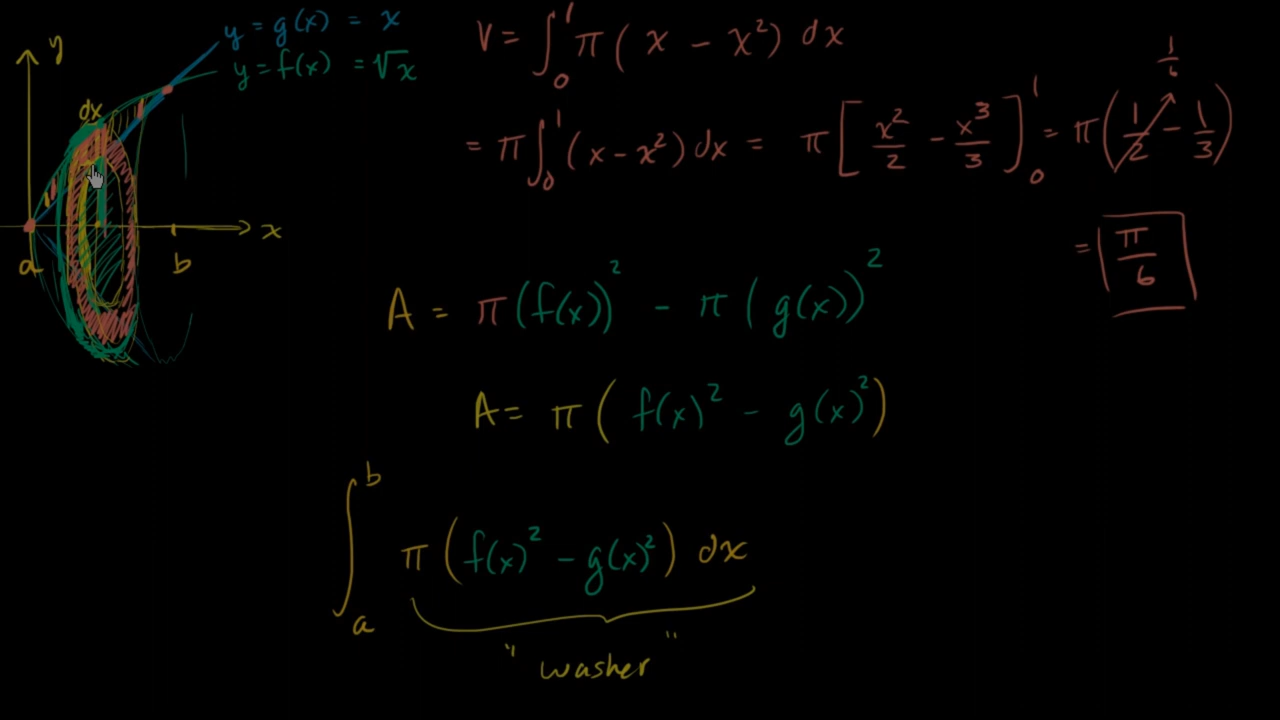 y = g(x) = x
y = f(x) = √x
y
dx
x
a
b
V = ∫₀¹ π(x - x²) dx
= π∫₀¹ (x - x²) dx = π[x²/2 - x³/3]₀¹ = π(1/2 - 1/3)
1/6
= π/6
A = π(f(x))² - π(g(x))²
A = π(f(x)² - g(x)²)
∫ₐᵇ π(f(x)² - g(x)²) dx
"washer"